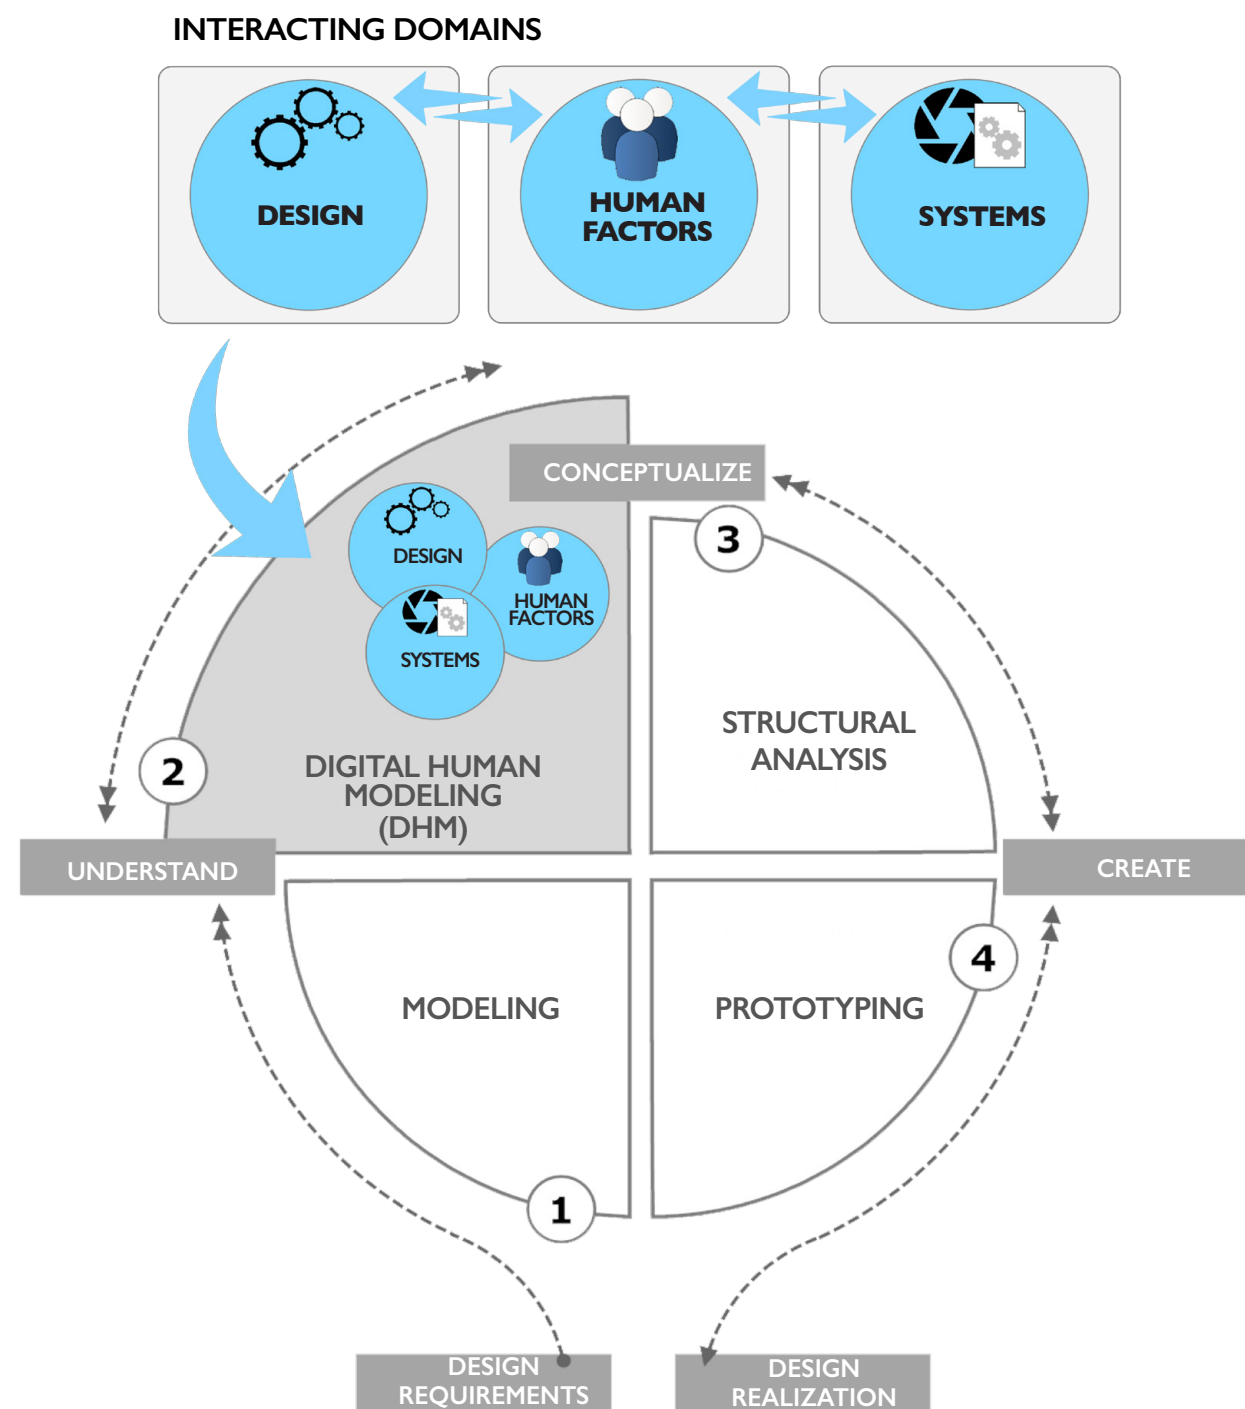 INTERACTING DOMAINS
DESIGN
HUMAN
FACTORS
SYSTEMS
CONCEPTUALIZE
3
DESIGN
HUMAN
FACTORS
SYSTEMS
STRUCTURAL
ANALYSIS
2
DIGITAL HUMAN
MODELING
(DHM)
UNDERSTAND
CREATE
4
MODELING
PROTOTYPING
1
DESIGN
REQUIREMENTS
DESIGN
REALIZATION